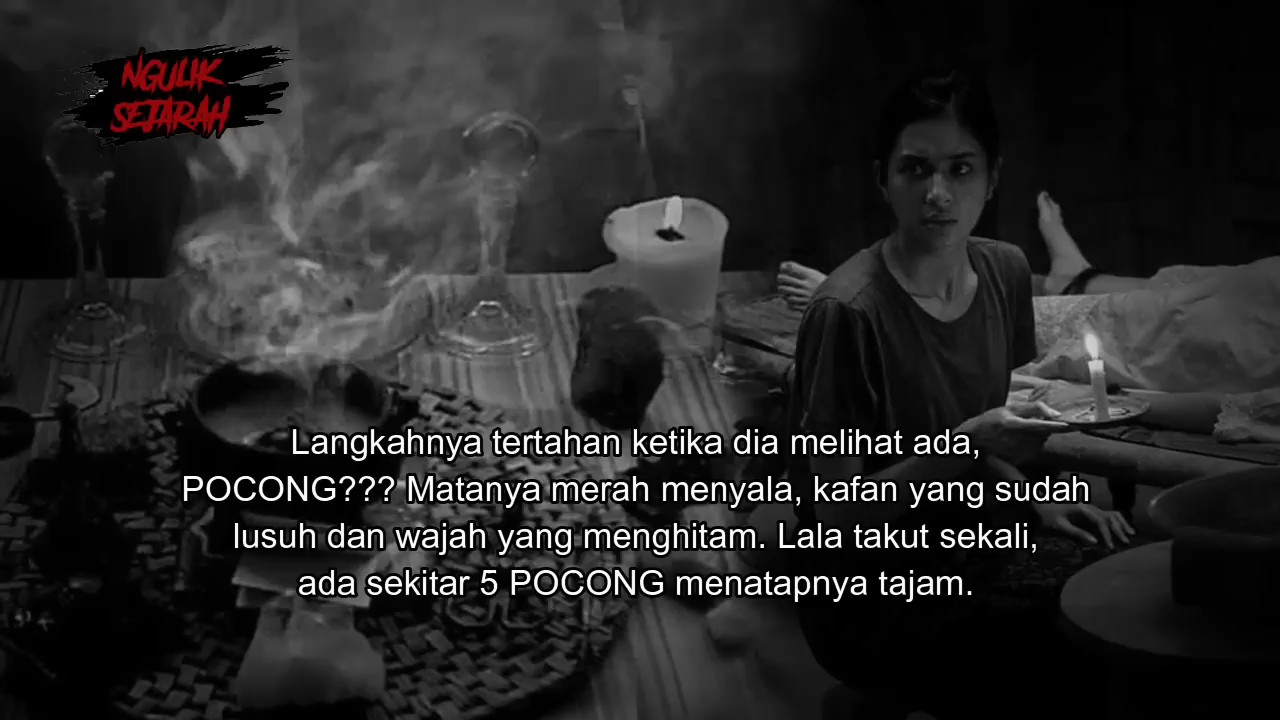 NGULIK
SEJARAH
Langkahnya tertahan ketika dia melihat ada,
POCONG??? Matanya merah menyala, kafan yang sudah
lusuh dan wajah yang menghitam. Lala takut sekali,
ada sekitar 5 POCONG menatapnya tajam.